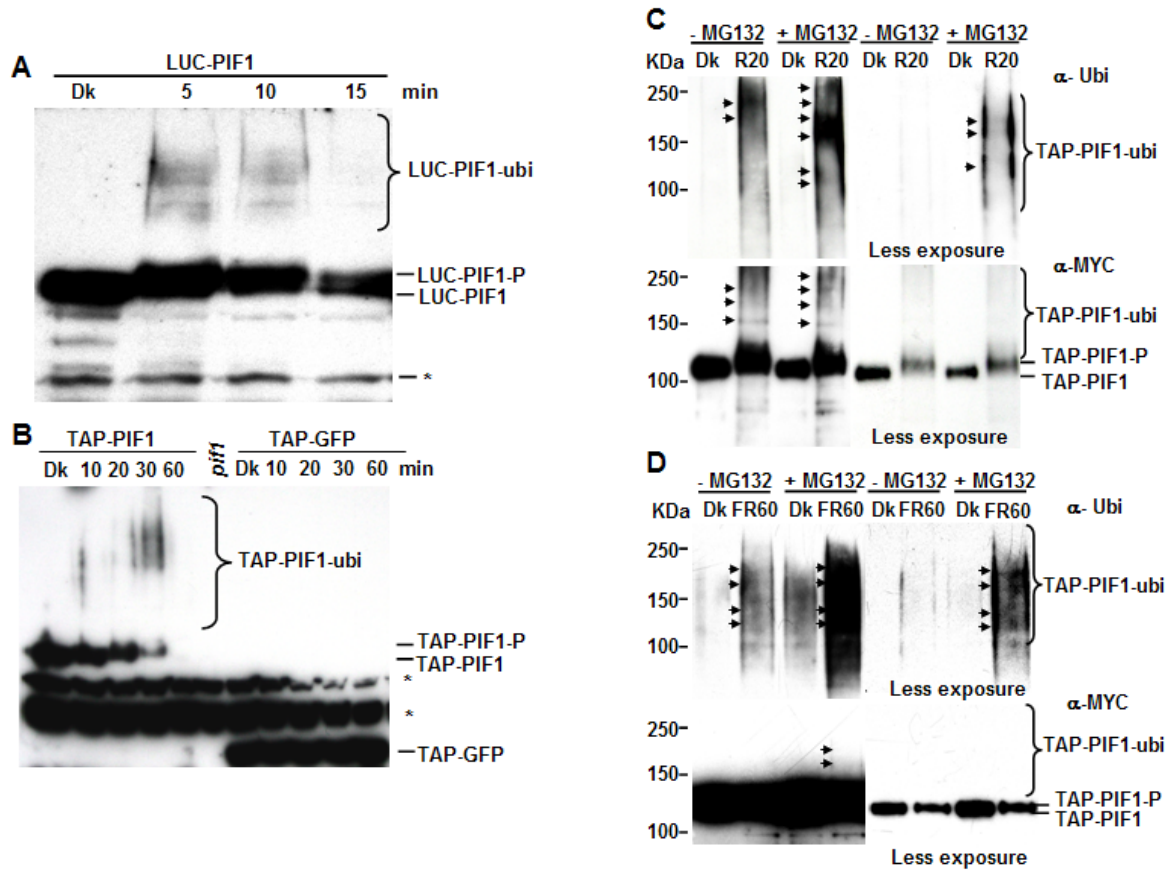 A
LUC-PIF1
Dk 5 10 15 min
LUC-PIF1-ubi
LUC-PIF1-P
LUC-PIF1
*
B
TAP-PIF1 pif1 TAP-GFP
Dk 10 20 30 60 Dk 10 20 30 60 min
TAP-PIF1-ubi
TAP-PIF1-P
TAP-PIF1
*
*
TAP-GFP
C
- MG132 + MG132 - MG132 + MG132
KDa Dk R20 Dk R20 Dk R20 Dk R20 α- Ubi
250-
150-
100-
TAP-PIF1-ubi
Less exposure
α-MYC
250-
150-
100-
TAP-PIF1-ubi
TAP-PIF1-P
TAP-PIF1
Less exposure
D
- MG132 + MG132 - MG132 + MG132
KDa Dk FR60 Dk FR60 Dk FR60 Dk FR60 α- Ubi
250-
150-
100-
TAP-PIF1-ubi
Less exposure
α-MYC
250-
150-
100-
TAP-PIF1-ubi
TAP-PIF1-P
TAP-PIF1
Less exposure